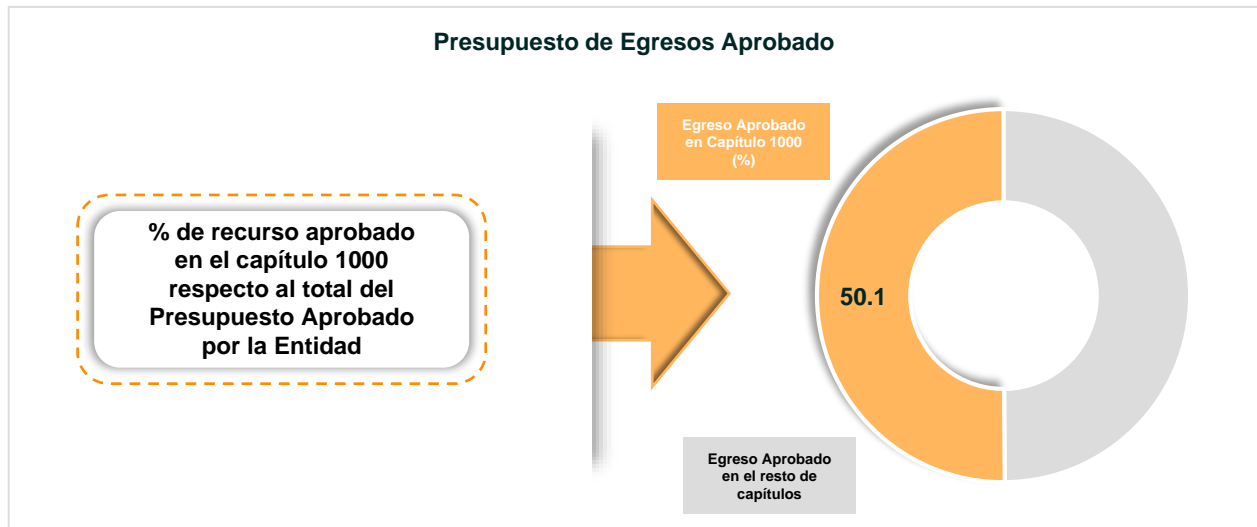 Presupuesto de Egresos Aprobado
% de recurso aprobado
en el capítulo 1000
respecto al total del
Presupuesto Aprobado
por la Entidad
Egreso Aprobado
en Capítulo 1000
(%)
50.1
Egreso Aprobado
en el resto de
capítulos